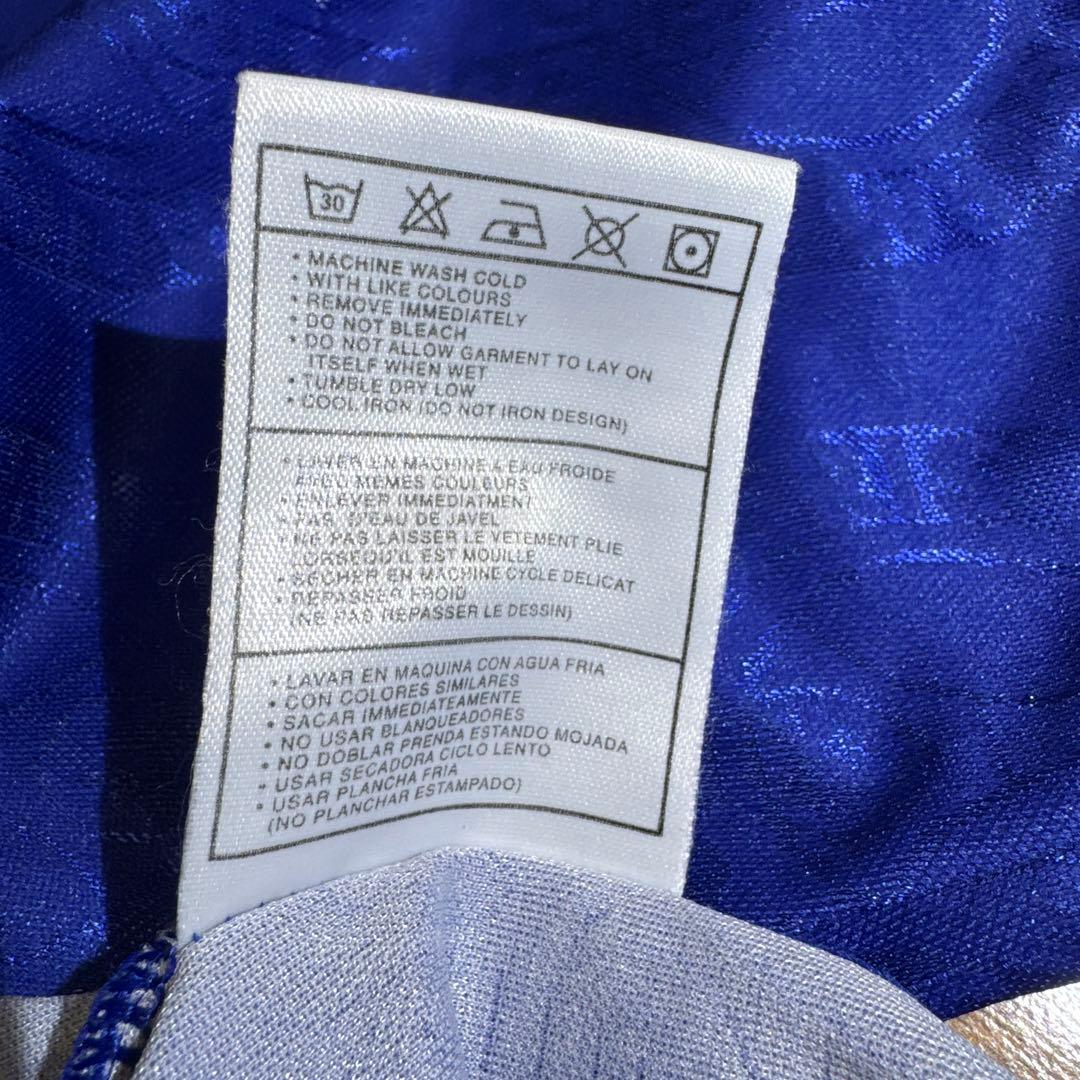 30
• MACHINE WASH COLD
• WITH LIKE COLOURS
• REMOVE IMMEDIATELY
• DO NOT BLEACH
• DO NOT ALLOW GARMENT TO LAY ON
ITSELF WHEN WET
• TUMBLE DRY LOW
• COOL IRON (DO NOT IRON DESIGN)
• LAVER EN MACHINE A EAU FROIDE
AVEC MEMES COULEURS
• ENLEVER IMMEDIATMENT
• PAS D'EAU DE JAVEL
• NE PAS LAISSER LE VETEMENT PLIE
LORSEQU'IL EST MOUILLE
• SECHER EN MACHINE CYCLE DELICAT
• REPASSER FROID
(NE PAS REPASSER LE DESSIN)
• LAVAR EN MAQUINA CON AGUA FRIA
• CON COLORES SIMILARES
• SACAR IMMEDIATEAMENTE
• NO USAR BLANQUEADORES
• NO DOBLAR PRENDA ESTANDO MOJADA
• USAR SECADORA CICLO LENTO
• USAR PLANCHA FRIA
(NO PLANCHAR ESTAMPADO)